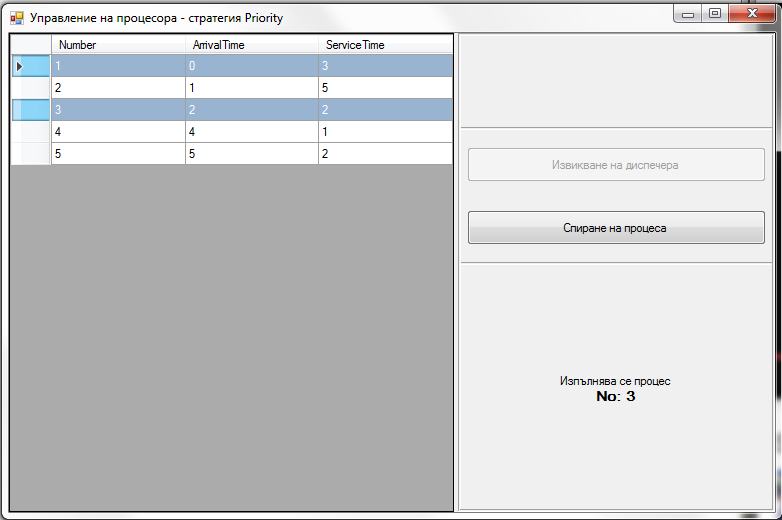 Управление на процесора - стратегия Priority
Number ArrivalTime ServiceTime
1 0 3
2 1 5
3 2 2
4 4 1
5 5 2
Извикване на диспечера
Спиране на процеса
Изпълнява се процес
No: 3